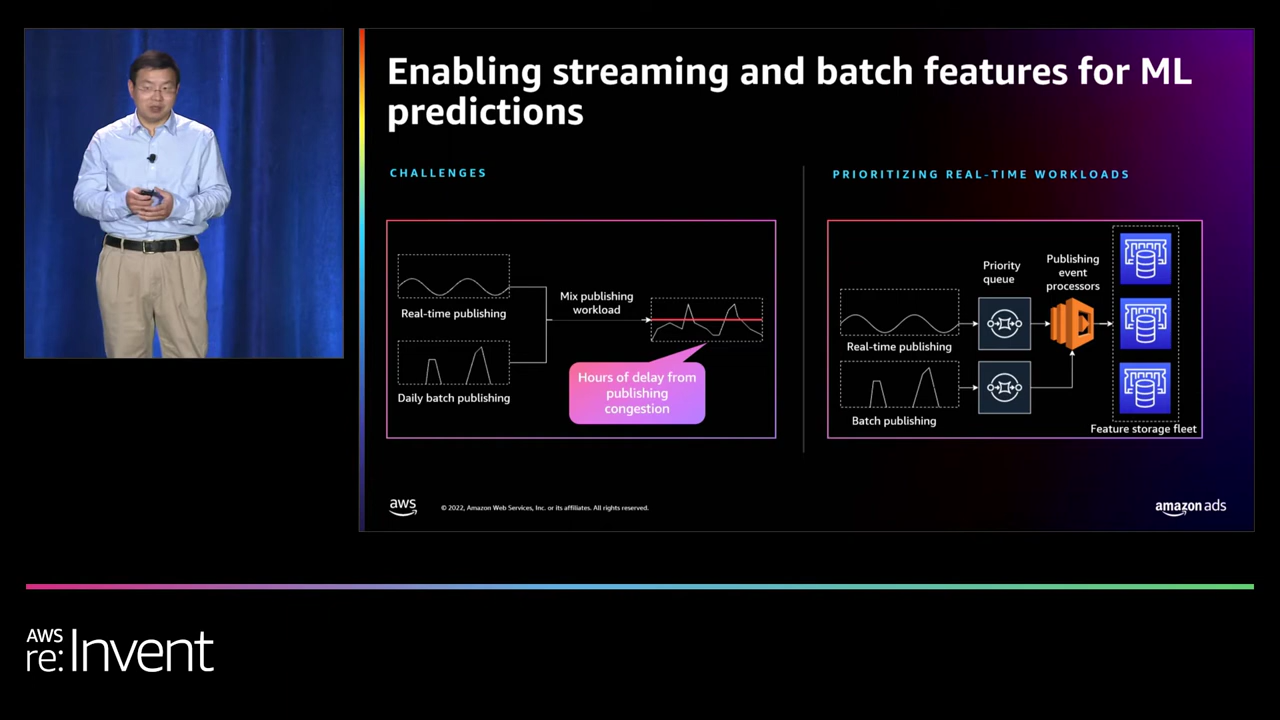 Enabling streaming and batch features for ML
predictions
CHALLENGES
Real-time publishing
Daily batch publishing
Mix publishing
workload
Hours of delay from
publishing
congestion
PRIORITIZING REAL-TIME WORKLOADS
Real-time publishing
Batch publishing
Priority
queue
Publishing
event
processors
Feature storage fleet
aws
© 2022, Amazon Web Services, Inc. or its affiliates. All rights reserved.
amazon ads
AWS
re:Invent